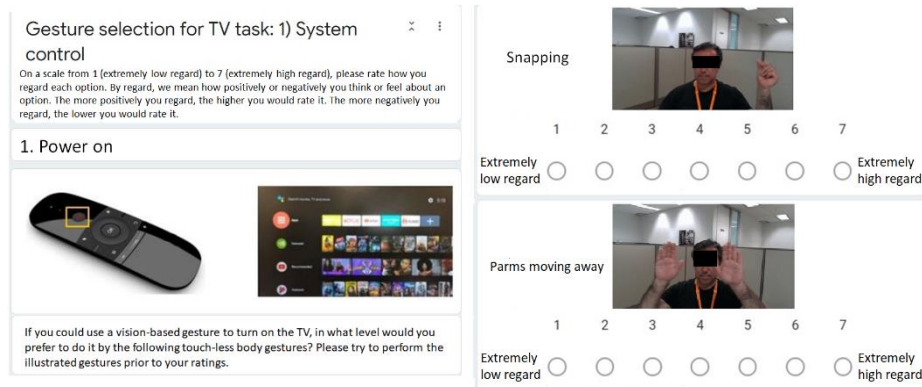 Gesture selection for TV task: 1) System
control
On a scale from 1 (extremely low regard) to 7 (extremely high regard), please rate how you
regard each option. By regard, we mean how positively or negatively you think or feel about an
option. The more positively you regard, the higher you would rate it. The more negatively you
regard, the lower you would rate it.
1. Power on
If you could use a vision-based gesture to turn on the TV, in what level would you
prefer to do it by the following touch-less body gestures? Please try to perform the
illustrated gestures prior to your ratings.
Snapping
1 2 3 4 5 6 7
Extremely
low regard
Extremely
high regard
Parms moving away
1 2 3 4 5 6 7
Extremely
low regard
Extremely
high regard